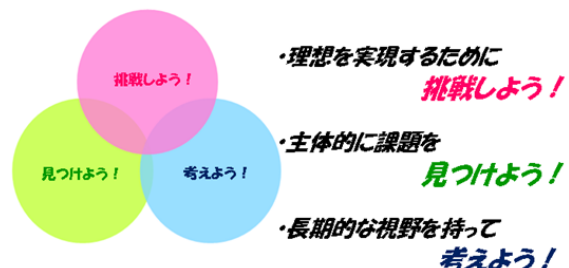 挑戦しよう！
見つけよう！
考えよう！
・理想を実現するために
挑戦しよう！
・主体的に課題を
見つけよう！
・長期的な視野を持って
考えよう！